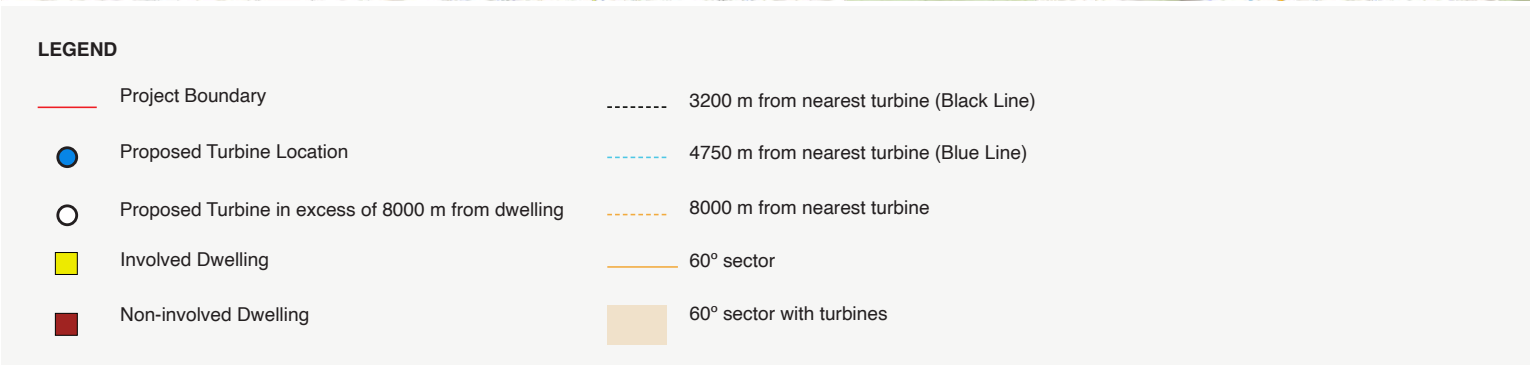 LEGEND
Project Boundary
Proposed Turbine Location
Proposed Turbine in excess of 8000 m from dwelling
Involved Dwelling
Non-involved Dwelling
3200 m from nearest turbine (Black Line)
4750 m from nearest turbine (Blue Line)
8000 m from nearest turbine
60º sector
60º sector with turbines